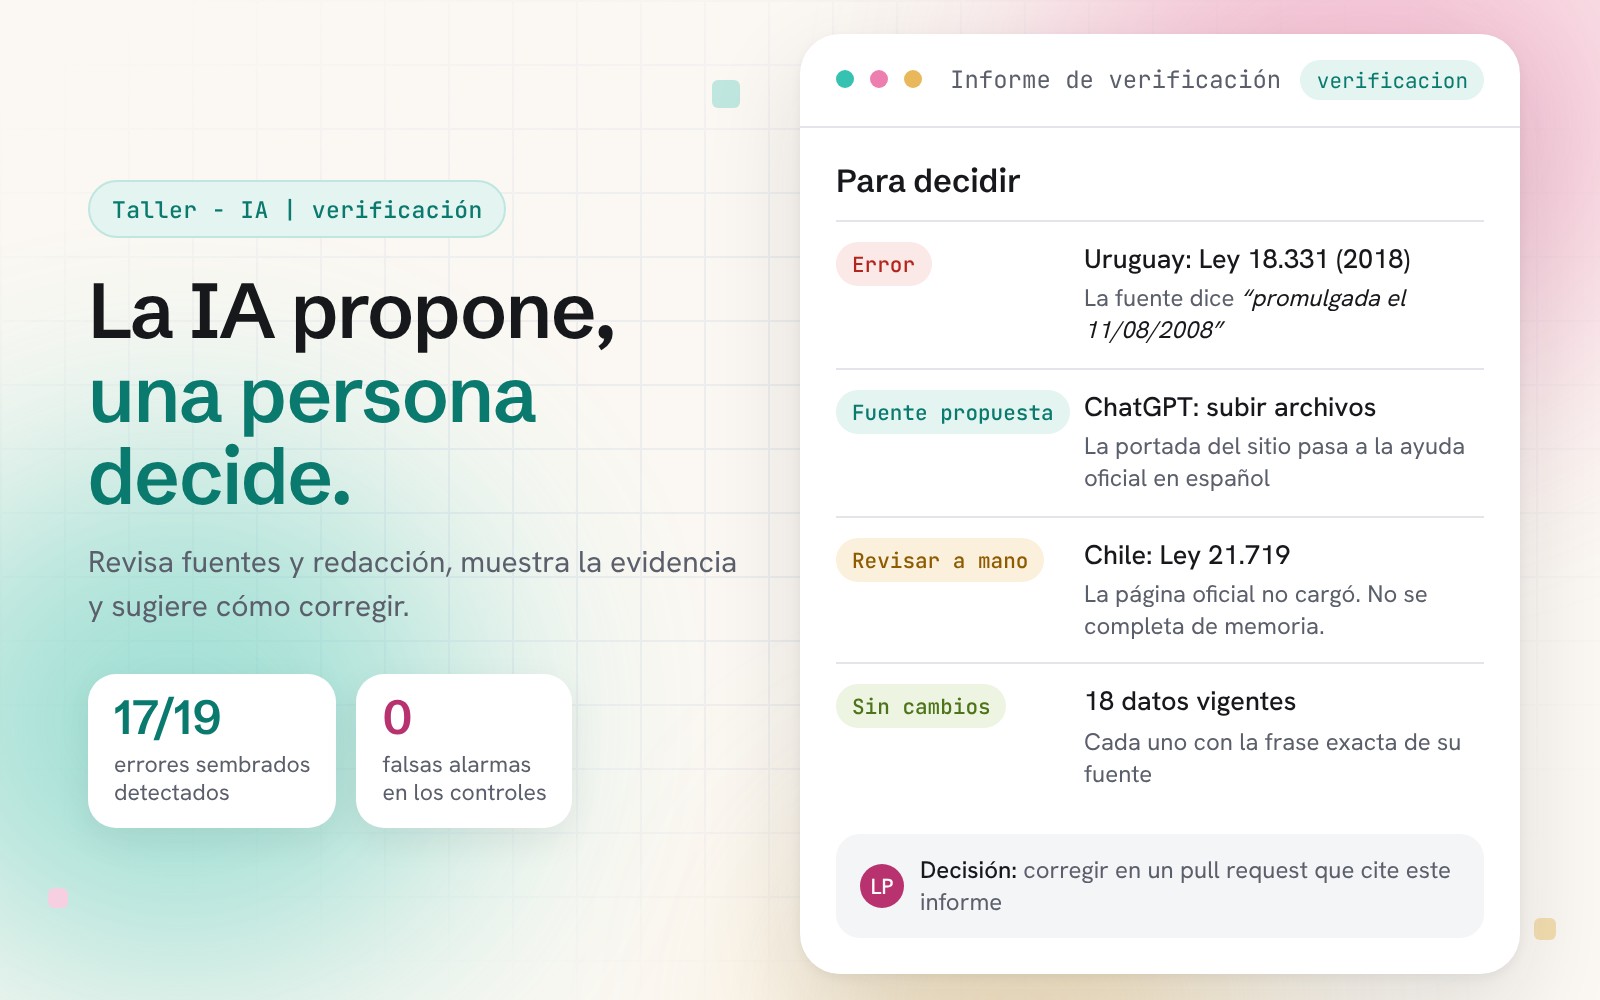 Taller - IA | verificación
La IA propone,
una persona
decide.
Revisa fuentes y redacción, muestra la evidencia
y sugiere cómo corregir.
17/19
errores sembrados
detectados
0
falsas alarmas
en los controles
Informe de verificación
verificacion
Para decidir
Error
Uruguay: Ley 18.331 (2018)
La fuente dice “promulgada el
11/08/2008”
Fuente propuesta
ChatGPT: subir archivos
La portada del sitio pasa a la ayuda
oficial en español
Revisar a mano
Chile: Ley 21.719
La página oficial no cargó. No se
completa de memoria.
Sin cambios
18 datos vigentes
Cada uno con la frase exacta de su
fuente
LP
Decisión: corregir en un pull request que cite este
informe